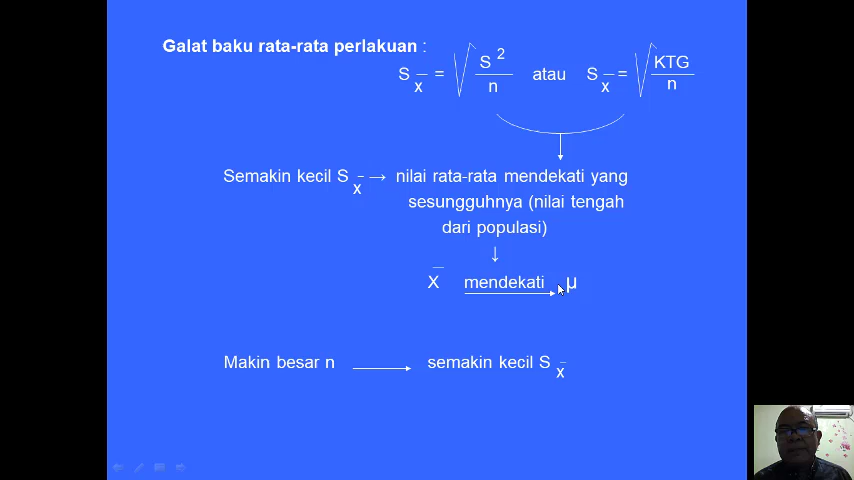 Galat baku rata-rata perlakuan :
S x̄ = √ S ² / n atau S x̄ = √ KTG / n
Semakin kecil S x̄ → nilai rata-rata mendekati yang
sesungguhnya (nilai tengah
dari populasi)
↓
X̄ mendekati μ
Makin besar n → semakin kecil S x̄